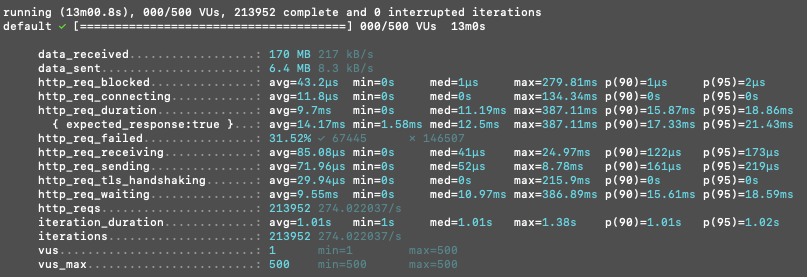 running (13m00.8s), 000/500 VUs, 213952 complete and 0 interrupted iterations
default ✓ [======================================] 000/500 VUs  13m0s
data_received..................: 170 MB 217 kB/s
data_sent......................: 6.4 MB 8.3 kB/s
http_req_blocked...............: avg=43.2µs  min=0s     med=1µs     max=279.81ms p(90)=1µs     p(95)=2µs
http_req_connecting............: avg=11.8µs  min=0s     med=0s      max=134.34ms p(90)=0s      p(95)=0s
http_req_duration..............: avg=9.7ms   min=0s     med=11.19ms max=387.11ms p(90)=15.87ms p(95)=18.86ms
{ expected_response:true }...: avg=14.17ms min=1.58ms med=12.5ms  max=387.11ms p(90)=17.33ms p(95)=21.43ms
http_req_failed................: 31.52% ✓ 67445      ✗ 146507
http_req_receiving.............: avg=85.08µs min=0s     med=41µs    max=24.97ms  p(90)=122µs   p(95)=173µs
http_req_sending...............: avg=71.96µs min=0s     med=52µs    max=8.78ms   p(90)=161µs   p(95)=219µs
http_req_tls_handshaking.......: avg=29.94µs min=0s     med=0s      max=215.9ms  p(90)=0s      p(95)=0s
http_req_waiting...............: avg=9.55ms  min=0s     med=10.97ms max=386.89ms p(90)=15.61ms p(95)=18.59ms
http_reqs......................: 213952 274.022037/s
iteration_duration.............: avg=1.01s   min=1s     med=1.01s   max=1.38s    p(90)=1.01s   p(95)=1.02s
iterations.....................: 213952 274.022037/s
vus............................: 1      min=1        max=500
vus_max........................: 500    min=500      max=500